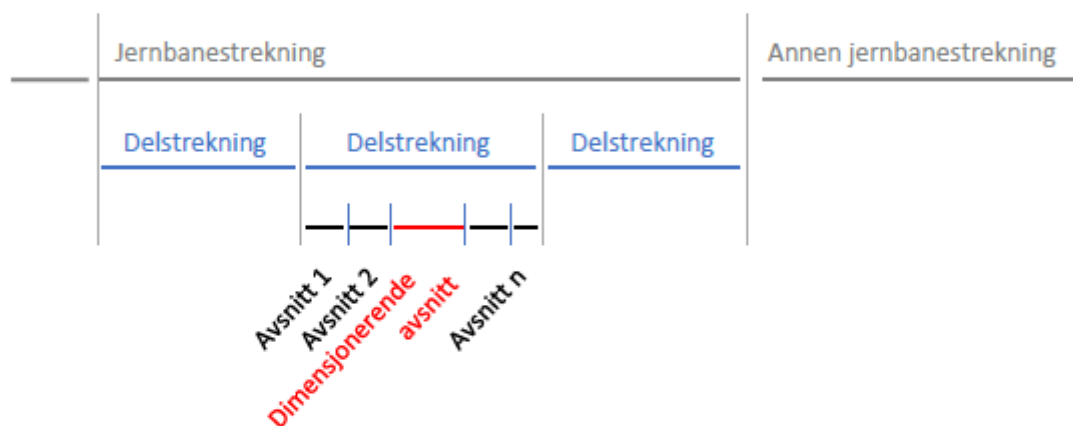 Jernbanestrekning
Annen jernbanestrekning
Delstrekning
Delstrekning
Delstrekning
Avsnitt 1
Avsnitt 2
Dimensjonerende
avsnitt
Avsnitt n